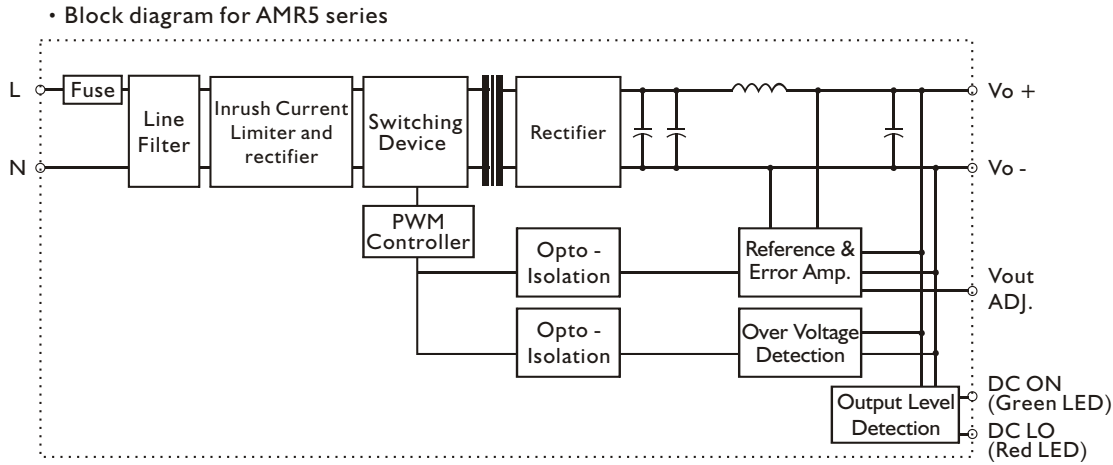 • Block diagram for AMR5 series
L
Fuse
Line
Filter
Inrush Current
Limiter and
rectifier
Switching
Device
Rectifier
Vo +
N
Vo -
PWM
Controller
Opto -
Isolation
Reference &
Error Amp.
Vout
ADJ.
Opto -
Isolation
Over Voltage
Detection
Output Level
Detection
DC ON
(Green LED)
DC LO
(Red LED)